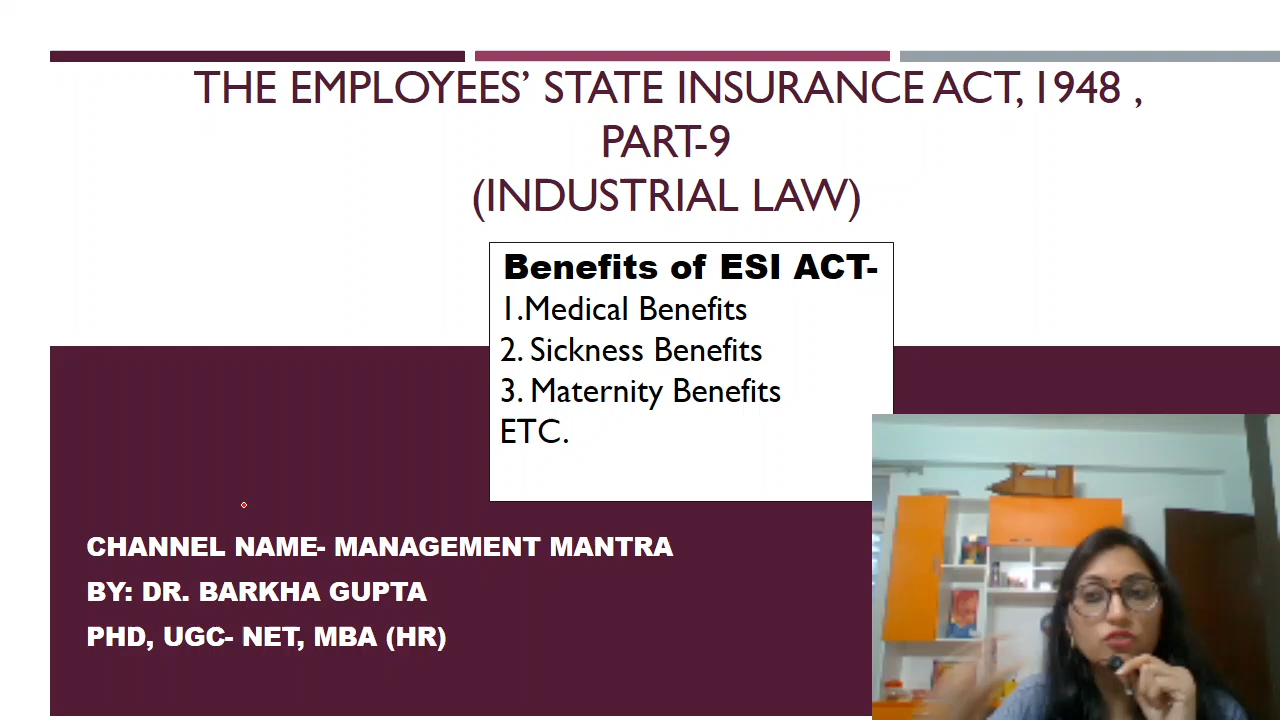 THE EMPLOYEES’ STATE INSURANCE ACT, 1948 ,
PART-9
(INDUSTRIAL LAW)
Benefits of ESI ACT-
1.Medical Benefits
2. Sickness Benefits
3. Maternity Benefits
ETC.
CHANNEL NAME- MANAGEMENT MANTRA
BY: DR. BARKHA GUPTA
PHD, UGC- NET, MBA (HR)